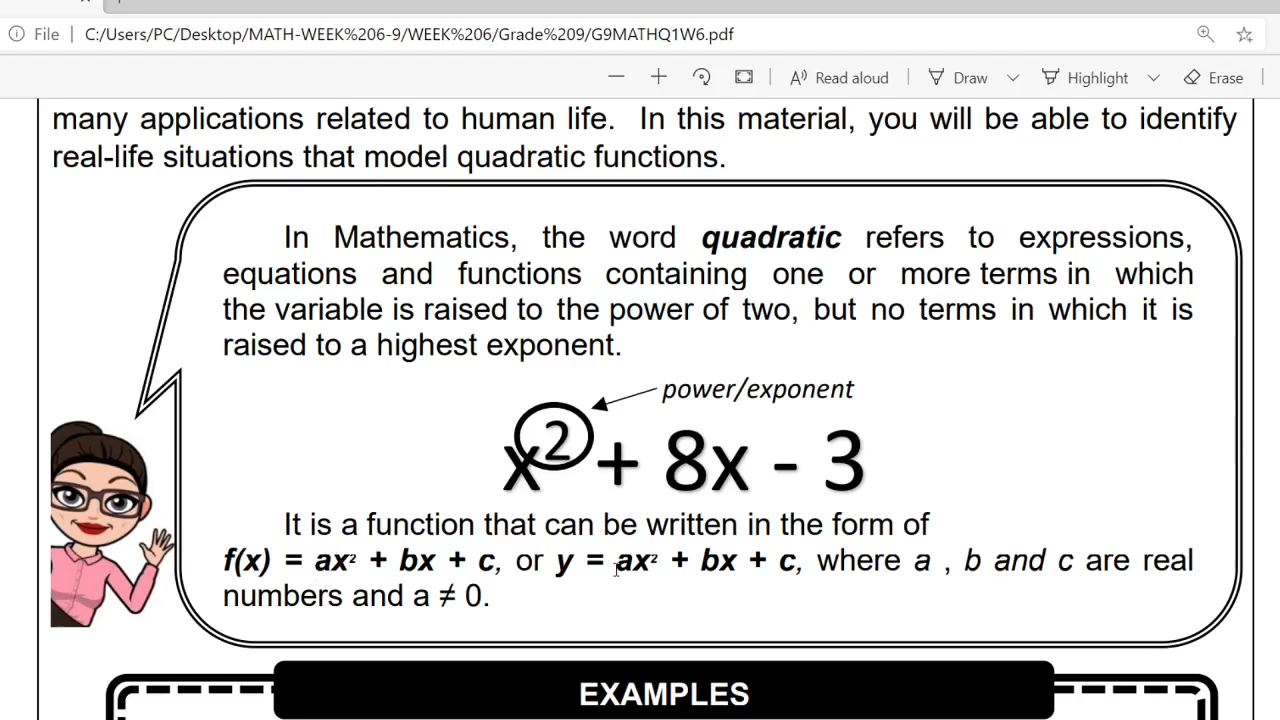 File | C:/Users/PC/Desktop/MATH-WEEK%206-9/WEEK%206/Grade%209/G9MATHQ1W6.pdf
Read aloud | Draw Highlight Erase
many applications related to human life. In this material, you will be able to identify
real-life situations that model quadratic functions.
In Mathematics, the word quadratic refers to expressions,
equations and functions containing one or more terms in which
the variable is raised to the power of two, but no terms in which it is
raised to a highest exponent.
power/exponent
x² + 8x - 3
It is a function that can be written in the form of
f(x) = ax² + bx + c, or y = ax² + bx + c, where a , b and c are real
numbers and a ≠ 0.
EXAMPLES